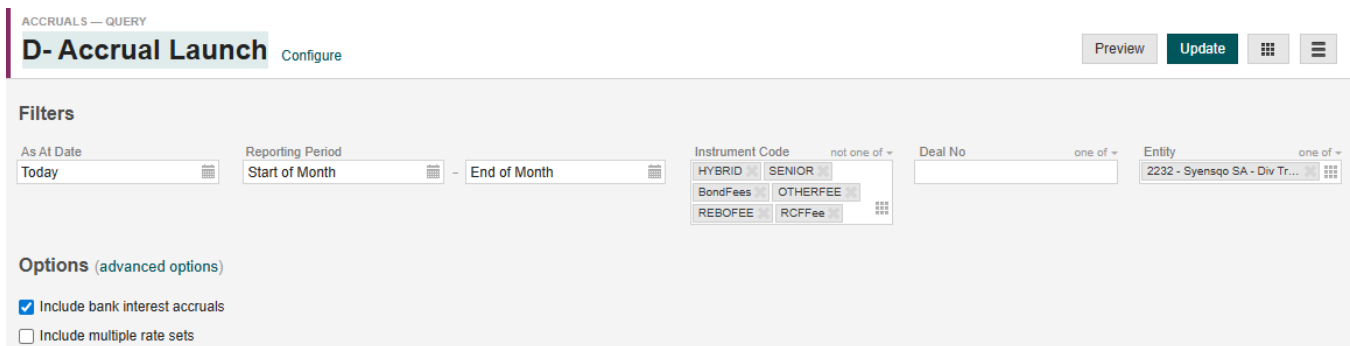 ACCRUALS — QUERY
D- Accrual Launch Configure
Preview Update
Filters
As At Date Reporting Period Instrument Code not one of Deal No one of Entity one of
Today Start of Month – End of Month HYBRID SENIOR 2232 - Syensqo SA - Div Tr...
BondFees OTHERFEE
REBOFEE RCFFee
Options (advanced options)
Include bank interest accruals
Include multiple rate sets